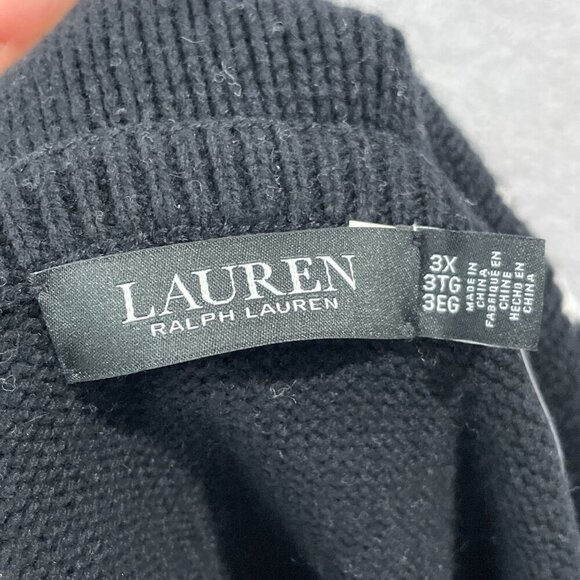 LAUREN
RALPH LAUREN
3X
3TG
3EG
MADE IN
CHINA
FABRIQUÉ EN
CHINE
HECHO EN
CHINA